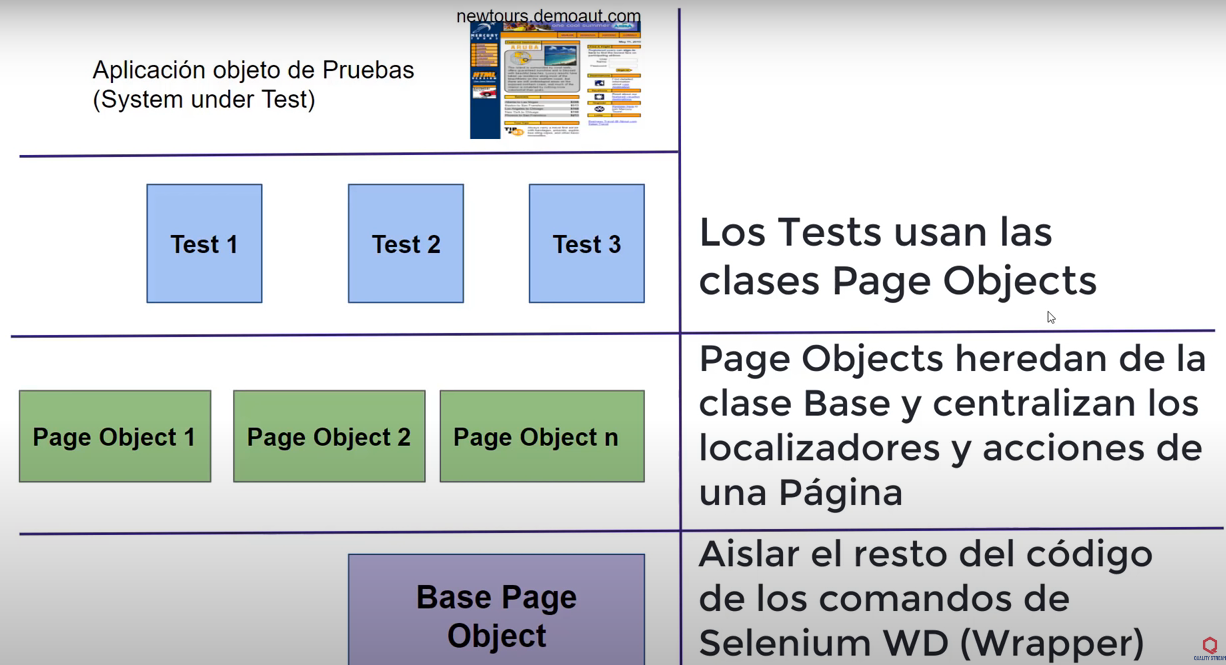 newtours.demoaut.com
Aplicación objeto de Pruebas
(System under Test)
Test 1
Test 2
Test 3
Los Tests usan las
clases Page Objects
Page Object 1
Page Object 2
Page Object n
Page Objects heredan de la
clase Base y centralizan los
localizadores y acciones de
una Página
Base Page
Object
Aislar el resto del código
de los comandos de
Selenium WD (Wrapper)